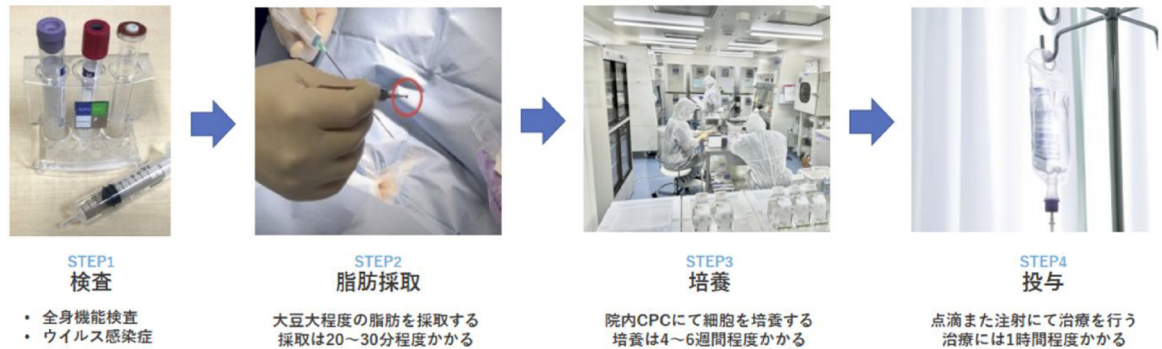 STEP1
検査
• 全身機能検査
• ウイルス感染症
STEP2
脂肪採取
大豆大程度の脂肪を採取する
採取は20～30分程度かかる
STEP3
培養
院内CPCにて細胞を培養する
培養は4～6週間程度かかる
STEP4
投与
点滴また注射にて治療を行う
治療には1時間程度かかる